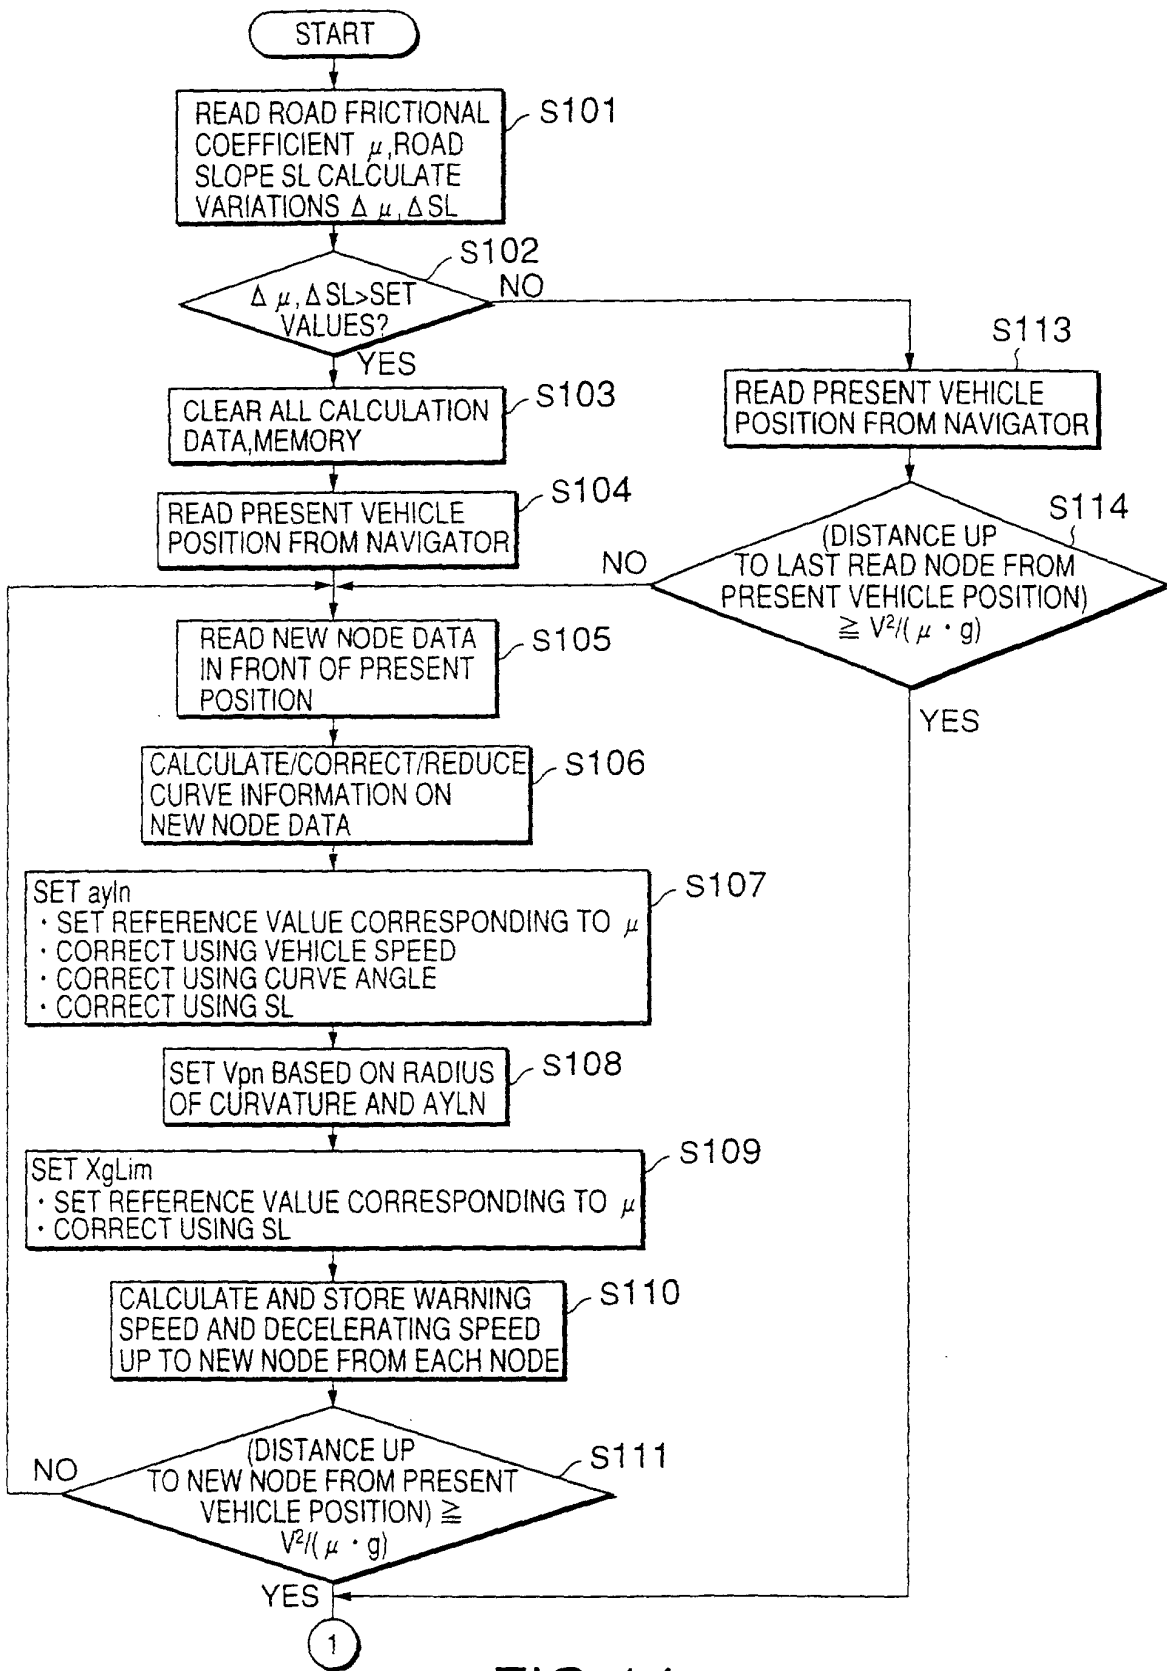 START
READ ROAD FRICTIONAL
COEFFICIENT μ,ROAD
SLOPE SL CALCULATE
VARIATIONS Δ μ,ΔSL
S101
Δ μ,ΔSL>SET
VALUES?
S102
NO
YES
CLEAR ALL CALCULATION
DATA,MEMORY
S103
READ PRESENT VEHICLE
POSITION FROM NAVIGATOR
S104
READ PRESENT VEHICLE
POSITION FROM NAVIGATOR
S113
(DISTANCE UP
TO LAST READ NODE FROM
PRESENT VEHICLE POSITION)
≧ V²/( μ・g)
S114
NO
YES
READ NEW NODE DATA
IN FRONT OF PRESENT
POSITION
S105
CALCULATE/CORRECT/REDUCE
CURVE INFORMATION ON
NEW NODE DATA
S106
SET ayln
・SET REFERENCE VALUE CORRESPONDING TO μ
・CORRECT USING VEHICLE SPEED
・CORRECT USING CURVE ANGLE
・CORRECT USING SL
S107
SET Vpn BASED ON RADIUS
OF CURVATURE AND AYLN
S108
SET XgLim
・SET REFERENCE VALUE CORRESPONDING TO μ
・CORRECT USING SL
S109
CALCULATE AND STORE WARNING
SPEED AND DECELERATING SPEED
UP TO NEW NODE FROM EACH NODE
S110
(DISTANCE UP
TO NEW NODE FROM PRESENT
VEHICLE POSITION) ≧
V²/( μ・g)
S111
NO
YES
1